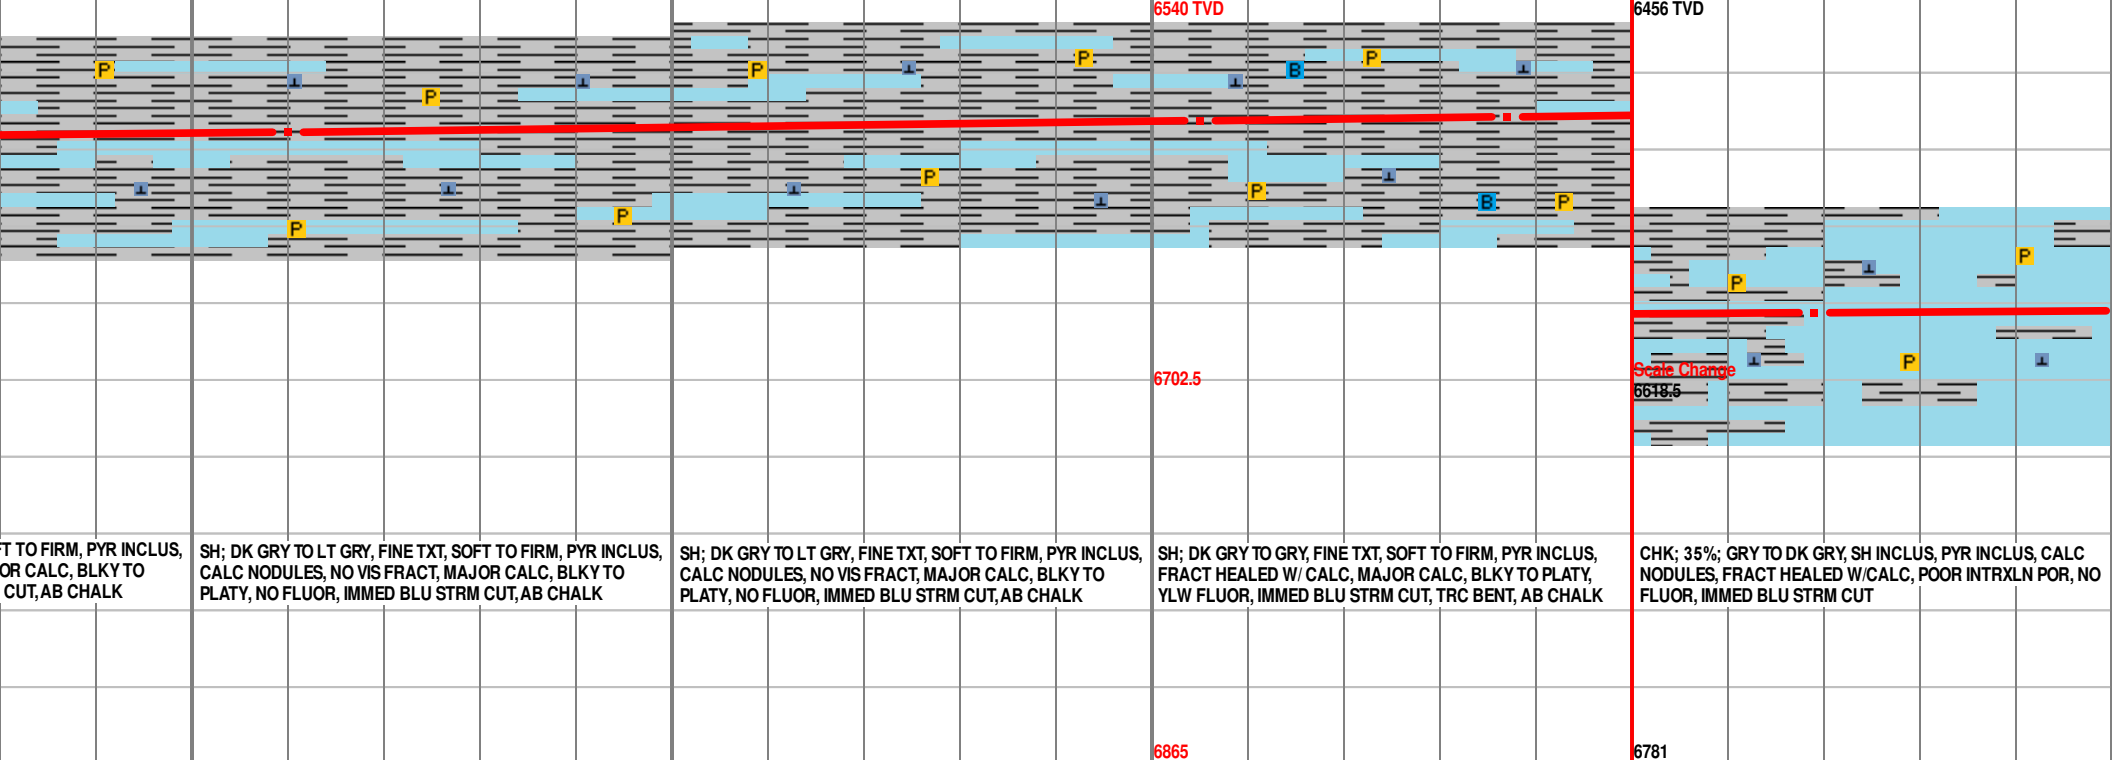 6540 TVD
6456 TVD
P
P
P
P
B
P
P
P
P
P
B
P
P
P
P
P
P
6702.5
Scale Change
6618.5
FT TO FIRM, PYR INCLUS,
OR CALC, BLKY TO
CUT, AB CHALK
SH; DK GRY TO LT GRY, FINE TXT, SOFT TO FIRM, PYR INCLUS,
CALC NODULES, NO VIS FRACT, MAJOR CALC, BLKY TO
PLATY, NO FLUOR, IMMED BLU STRM CUT, AB CHALK
SH; DK GRY TO LT GRY, FINE TXT, SOFT TO FIRM, PYR INCLUS,
CALC NODULES, NO VIS FRACT, MAJOR CALC, BLKY TO
PLATY, NO FLUOR, IMMED BLU STRM CUT, AB CHALK
SH; DK GRY TO GRY, FINE TXT, SOFT TO FIRM, PYR INCLUS,
FRACT HEALED W/ CALC, MAJOR CALC, BLKY TO PLATY,
YLW FLUOR, IMMED BLU STRM CUT, TRC BENT, AB CHALK
CHK; 35%; GRY TO DK GRY, SH INCLUS, PYR INCLUS, CALC
NODULES, FRACT HEALED W/CALC, POOR INTRXLN POR, NO
FLUOR, IMMED BLU STRM CUT
6865
6781